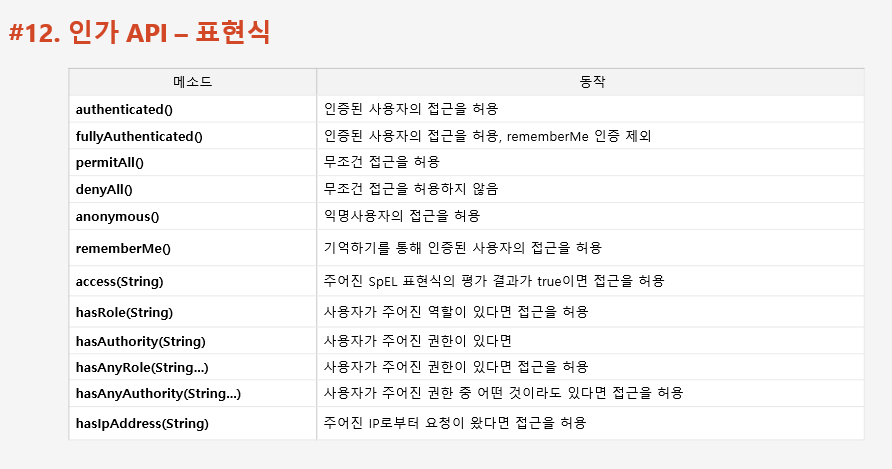 #12. 인가 API – 표현식
메소드 동작
authenticated() 인증된 사용자의 접근을 허용
fullyAuthenticated() 인증된 사용자의 접근을 허용, rememberMe 인증 제외
permitAll() 무조건 접근을 허용
denyAll() 무조건 접근을 허용하지 않음
anonymous() 익명사용자의 접근을 허용
rememberMe() 기억하기를 통해 인증된 사용자의 접근을 허용
access(String) 주어진 SpEL 표현식의 평가 결과가 true이면 접근을 허용
hasRole(String) 사용자가 주어진 역할이 있다면 접근을 허용
hasAuthority(String) 사용자가 주어진 권한이 있다면
hasAnyRole(String...) 사용자가 주어진 권한이 있다면 접근을 허용
hasAnyAuthority(String...) 사용자가 주어진 권한 중 어떤 것이라도 있다면 접근을 허용
hasIpAddress(String) 주어진 IP로부터 요청이 왔다면 접근을 허용